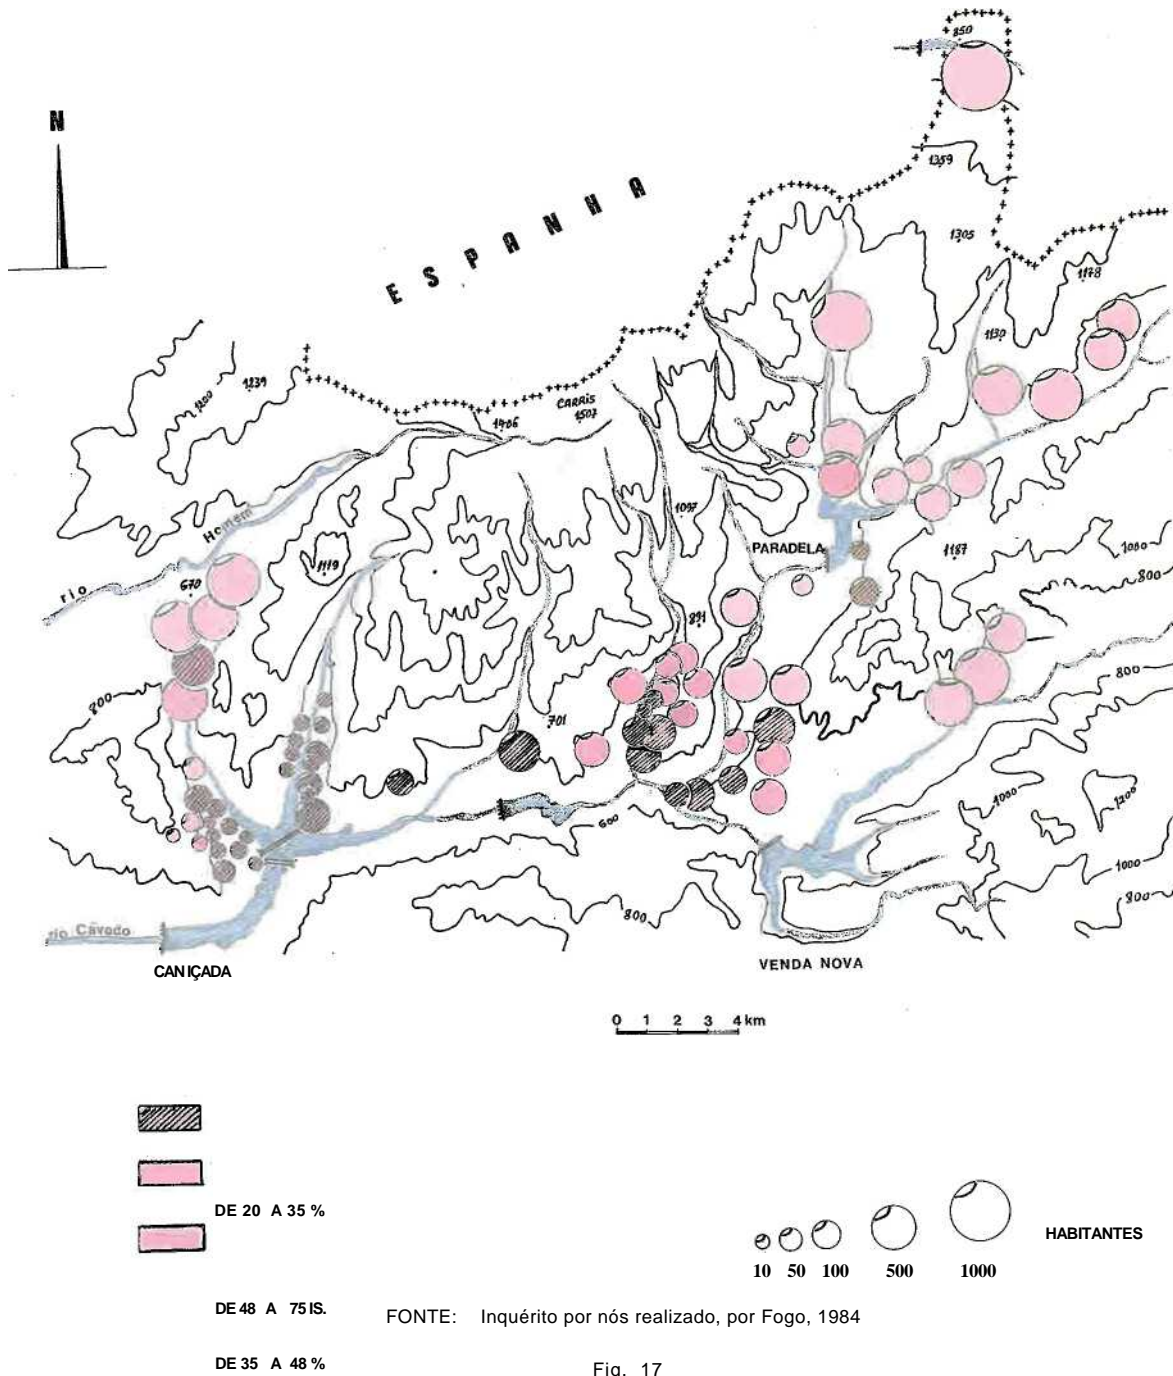 850
N
1359
ESPANHA
1305
1178
1130
1239
1200
CARRIS
1507
1486
1097
Homem
rio
1119
670
PARADELA
1187
1000
800
891
800
800
701
600
1000
1200
1000
800
800
rio Cávado
CANIÇADA
VENDA NOVA
0 1 2 3 4 km
DE 20 A 35 %
HABITANTES
10 50 100 500 1000
DE 48 A 75 IS.
FONTE: Inquérito por nós realizado, por Fogo, 1984
DE 35 A 48 %
Fig. 17